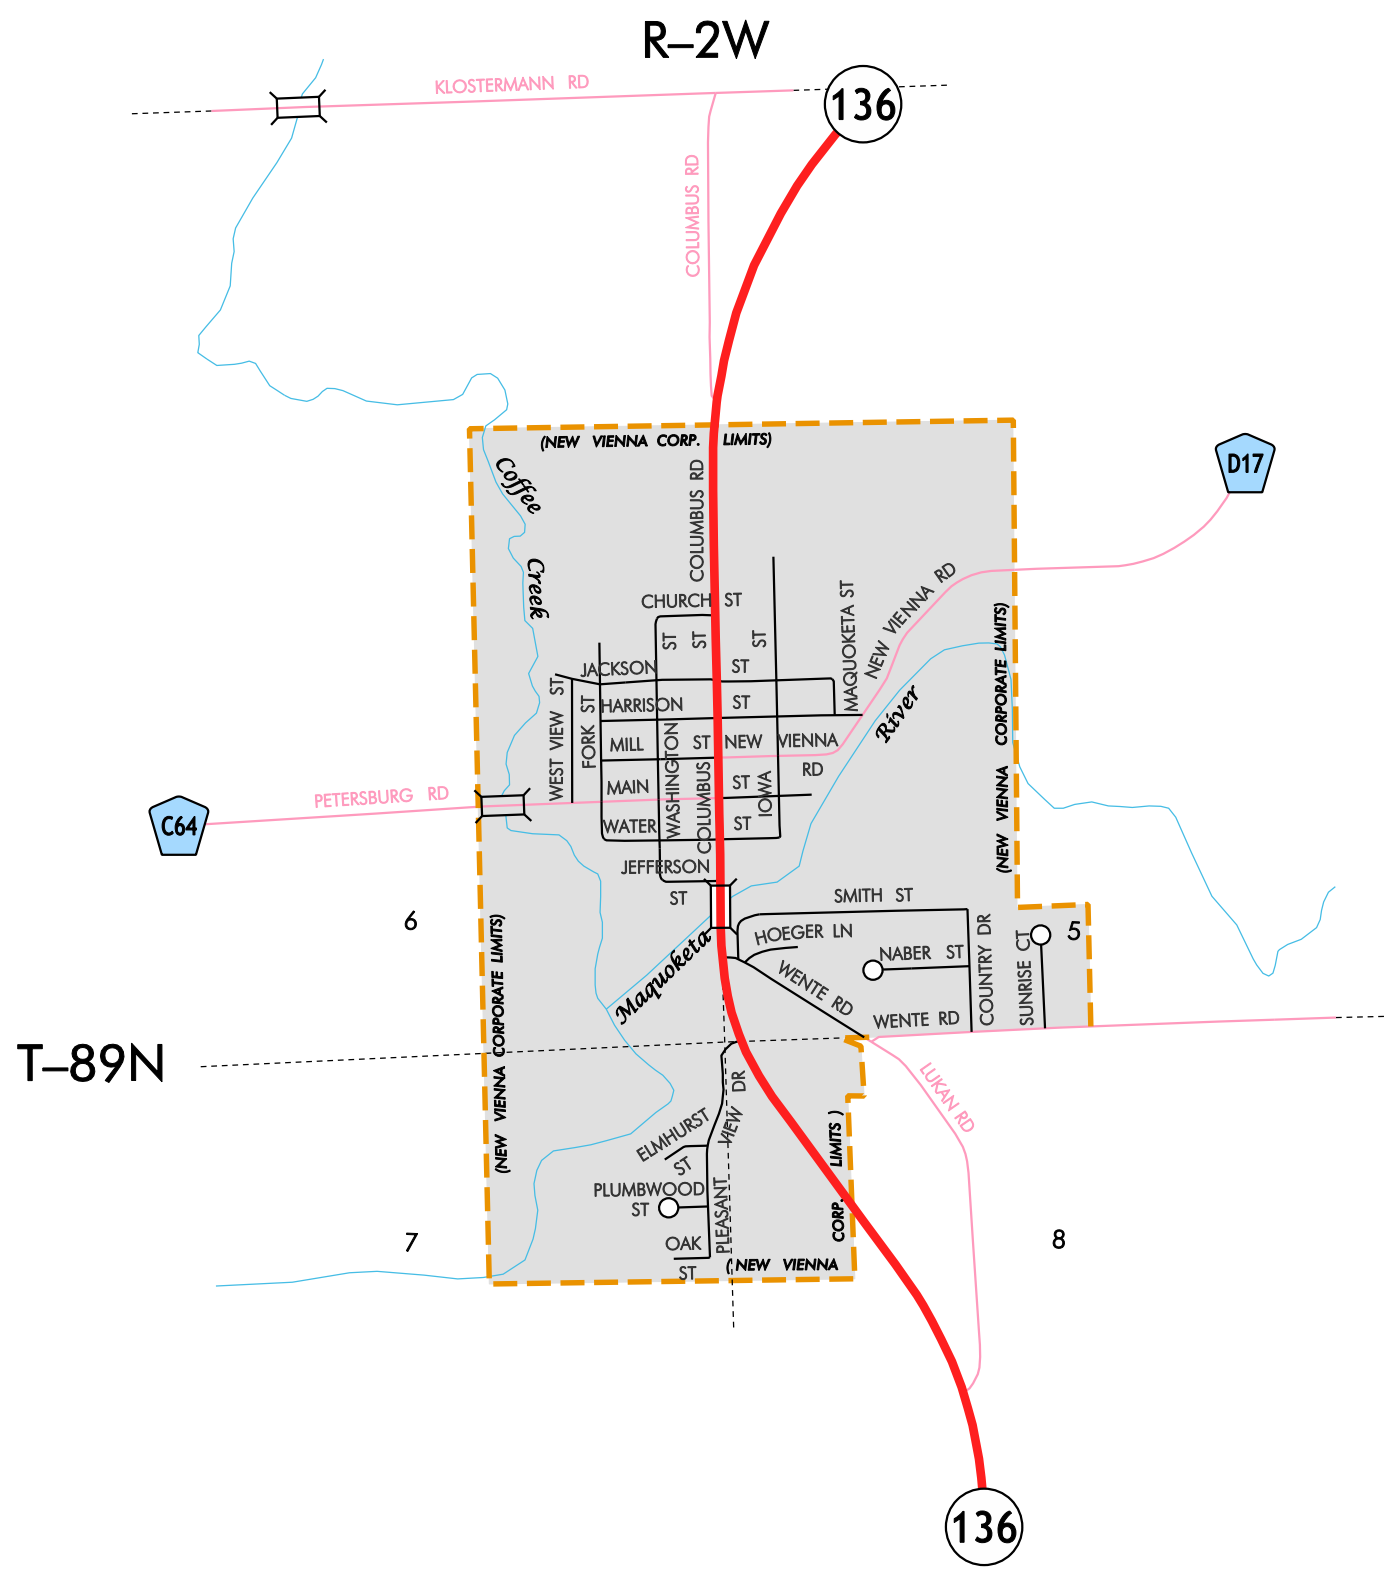 R–2W
KLOSTERMANN RD
136
COLUMBUS RD
(NEW VIENNA CORP. LIMITS)
D17
Coffee
Creek
COLUMBUS RD
CHURCH ST
ST
ST
ST
MAQUOKETA ST
NEW VIENNA RD
(NEW VIENNA CORPORATE LIMITS)
JACKSON ST
WEST VIEW ST
FORK ST
HARRISON ST
River
MILL ST
NEW VIENNA
RD
WASHINGTON
COLUMBUS
IOWA
MAIN ST
PETERSBURG RD
C64
WATER ST
JEFFERSON
ST
SMITH ST
6
HOEGER LN
5
Maquoketa
NABER ST
COUNTRY DR
SUNRISE CT
WENTE RD
WENTE RD
(NEW VIENNA CORPORATE LIMITS)
T–89N
LUKAN RD
ELMHURST
ST
PLEASANT VIEW DR
PLUMBWOOD
ST
OAK
ST
7
8
(NEW VIENNA CORP. LIMITS )
136